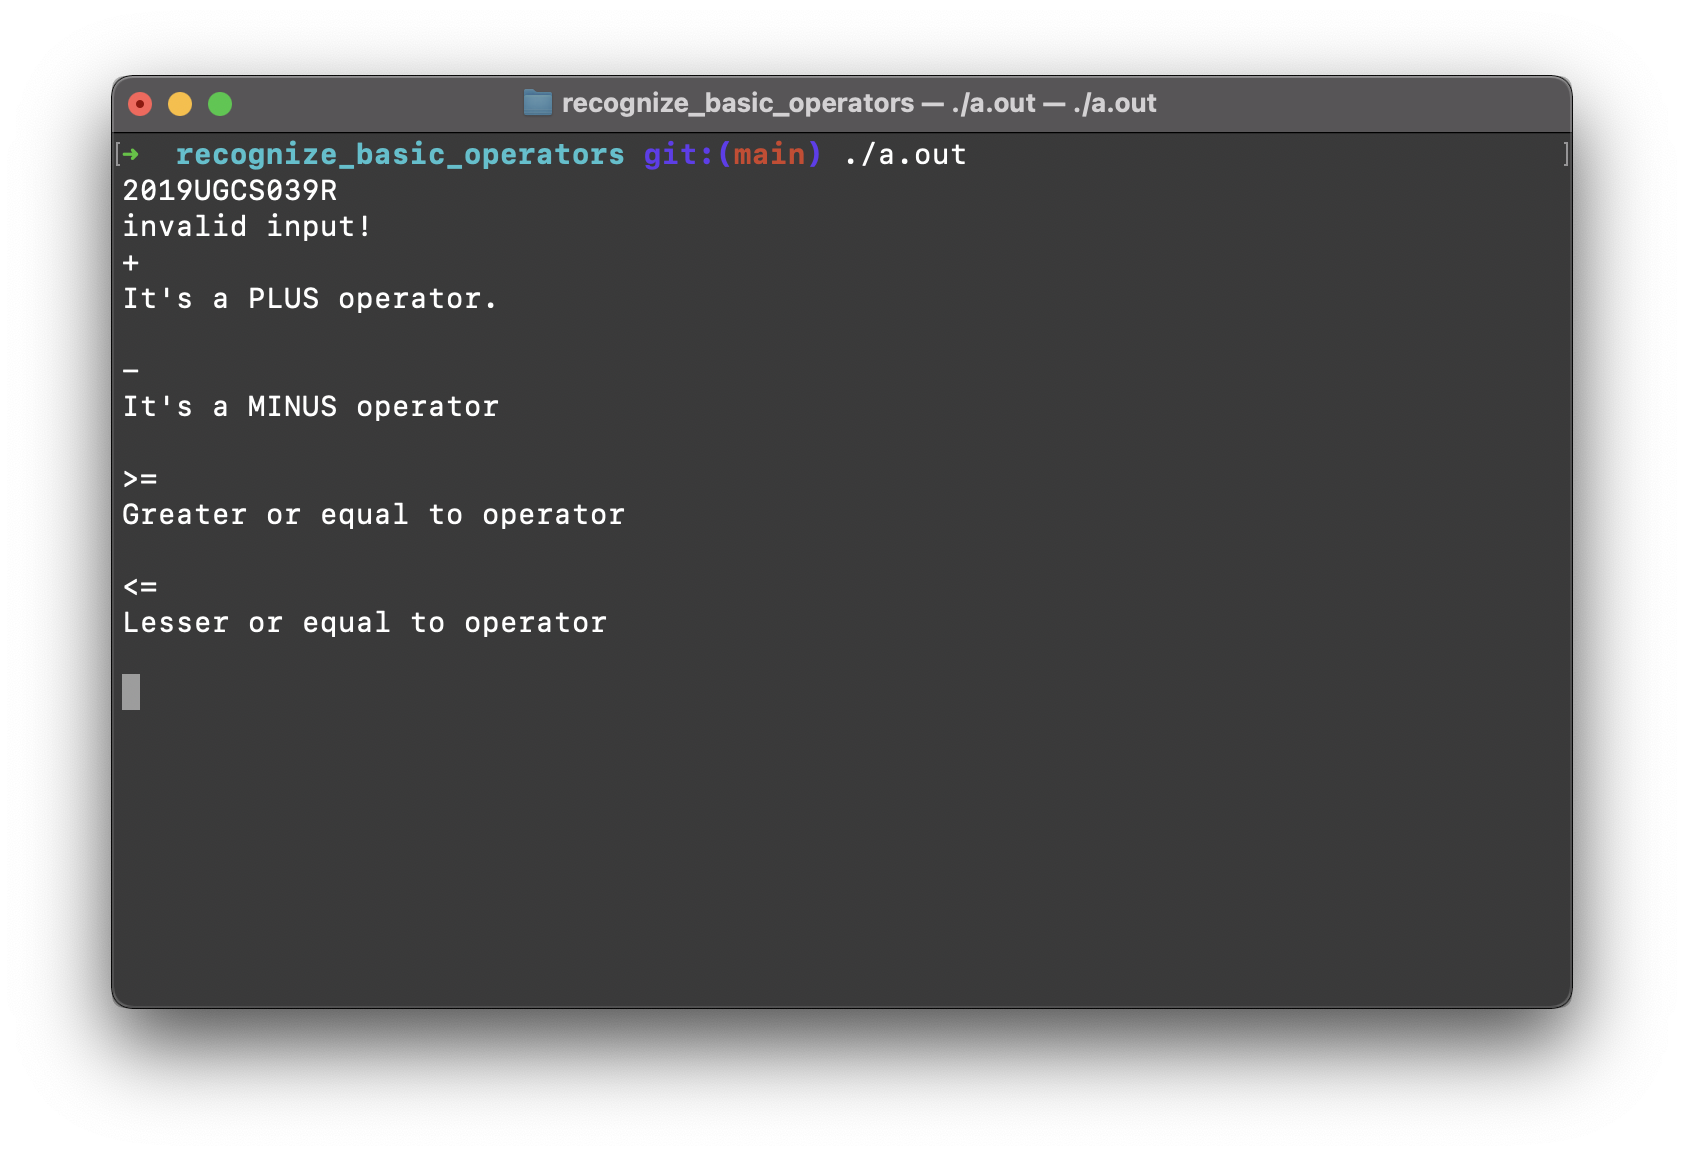 recognize_basic_operators — ./a.out — ./a.out
[➜  recognize_basic_operators git:(main) ./a.out ]
2019UGCS039R
invalid input!
+
It's a PLUS operator.
-
It's a MINUS operator
>=
Greater or equal to operator
<=
Lesser or equal to operator